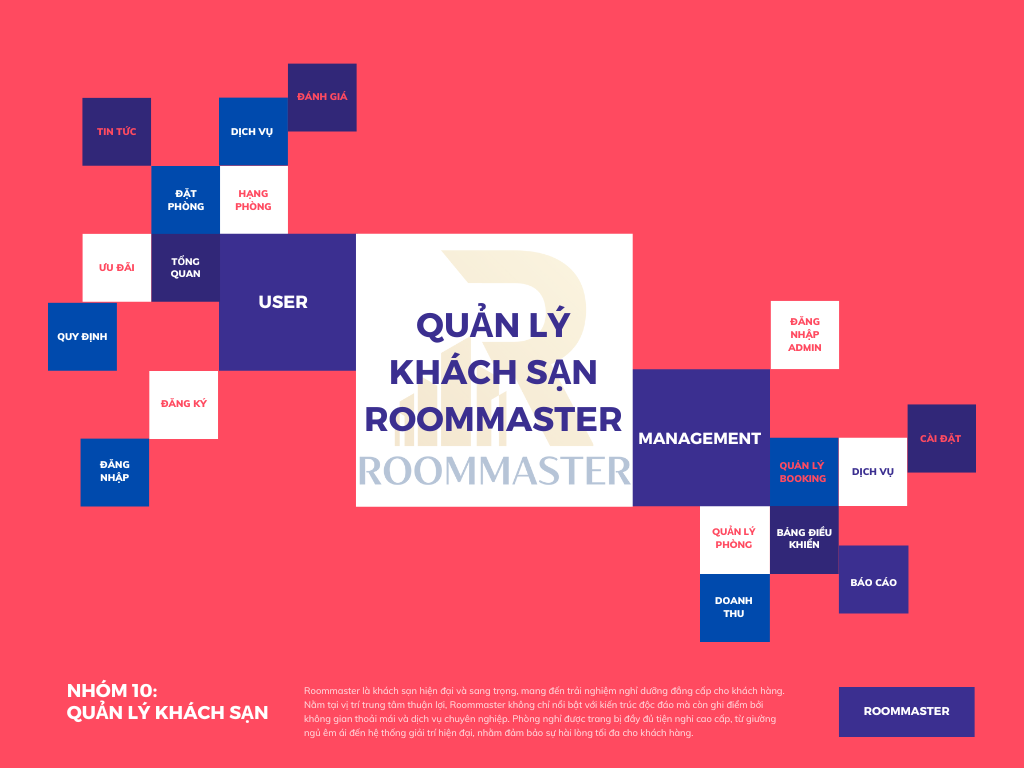 ĐÁNH GIÁ
TIN TỨC
DỊCH VỤ
ĐẶT
PHÒNG
HẠNG
PHÒNG
ƯU ĐÃI
TỔNG
QUAN
USER
QUY ĐỊNH
ĐĂNG KÝ
ĐĂNG
NHẬP
QUẢN LÝ
KHÁCH SẠN
ROOMMASTER
ROOMMASTER
ĐĂNG
NHẬP
ADMIN
MANAGEMENT
CÀI ĐẶT
QUẢN LÝ
BOOKING
DỊCH VỤ
QUẢN LÝ
PHÒNG
BẢNG ĐIỀU
KHIỂN
BÁO CÁO
DOANH
THU
NHÓM 10:
QUẢN LÝ KHÁCH SẠN
Roommaster là khách sạn hiện đại và sang trọng, mang đến trải nghiệm nghỉ dưỡng đẳng cấp cho khách hàng.
Nằm tại vị trí trung tâm thuận lợi, Roommaster không chỉ nổi bật với kiến trúc độc đáo mà còn ghi điểm bởi
không gian thoải mái và dịch vụ chuyên nghiệp. Phòng nghỉ được trang bị đầy đủ tiện nghi cao cấp, từ giường
ngủ êm ái đến hệ thống giải trí hiện đại, nhằm đảm bảo sự hài lòng tối đa cho khách hàng.
ROOMMASTER